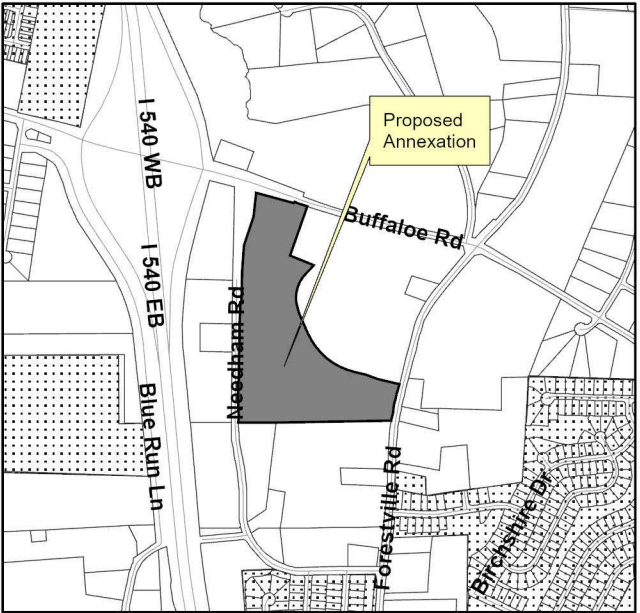 I 540 WB
Proposed
Annexation
Buffaloe Rd
I 540 EB
Needham Rd
Blue Run Ln
Forestville Rd
Birchshire Dr